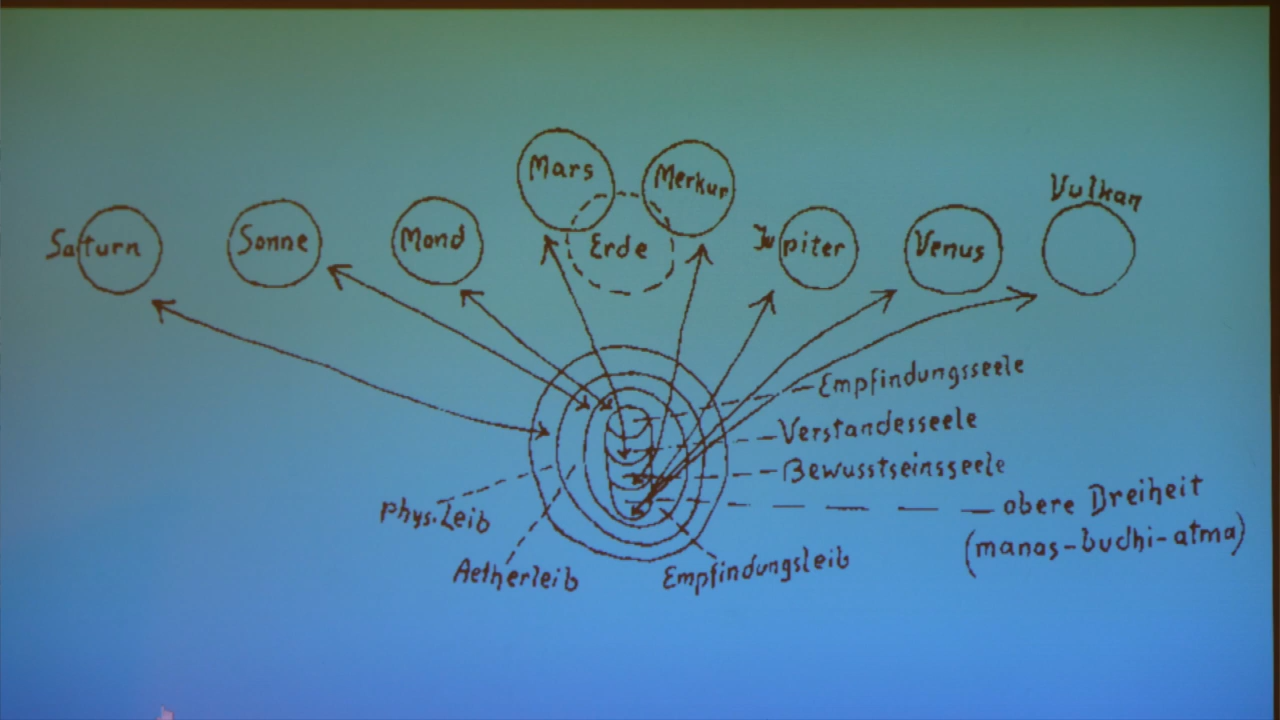 Mars
Merkur
Vulkan
Saturn
Sonne
Mond
Erde
Jupiter
Venus
Empfindungsseele
Verstandesseele
Bewusstseinsseele
obere Dreiheit
(manas-budhi-atma)
phys. Leib
Aetherleib
Empfindungsleib